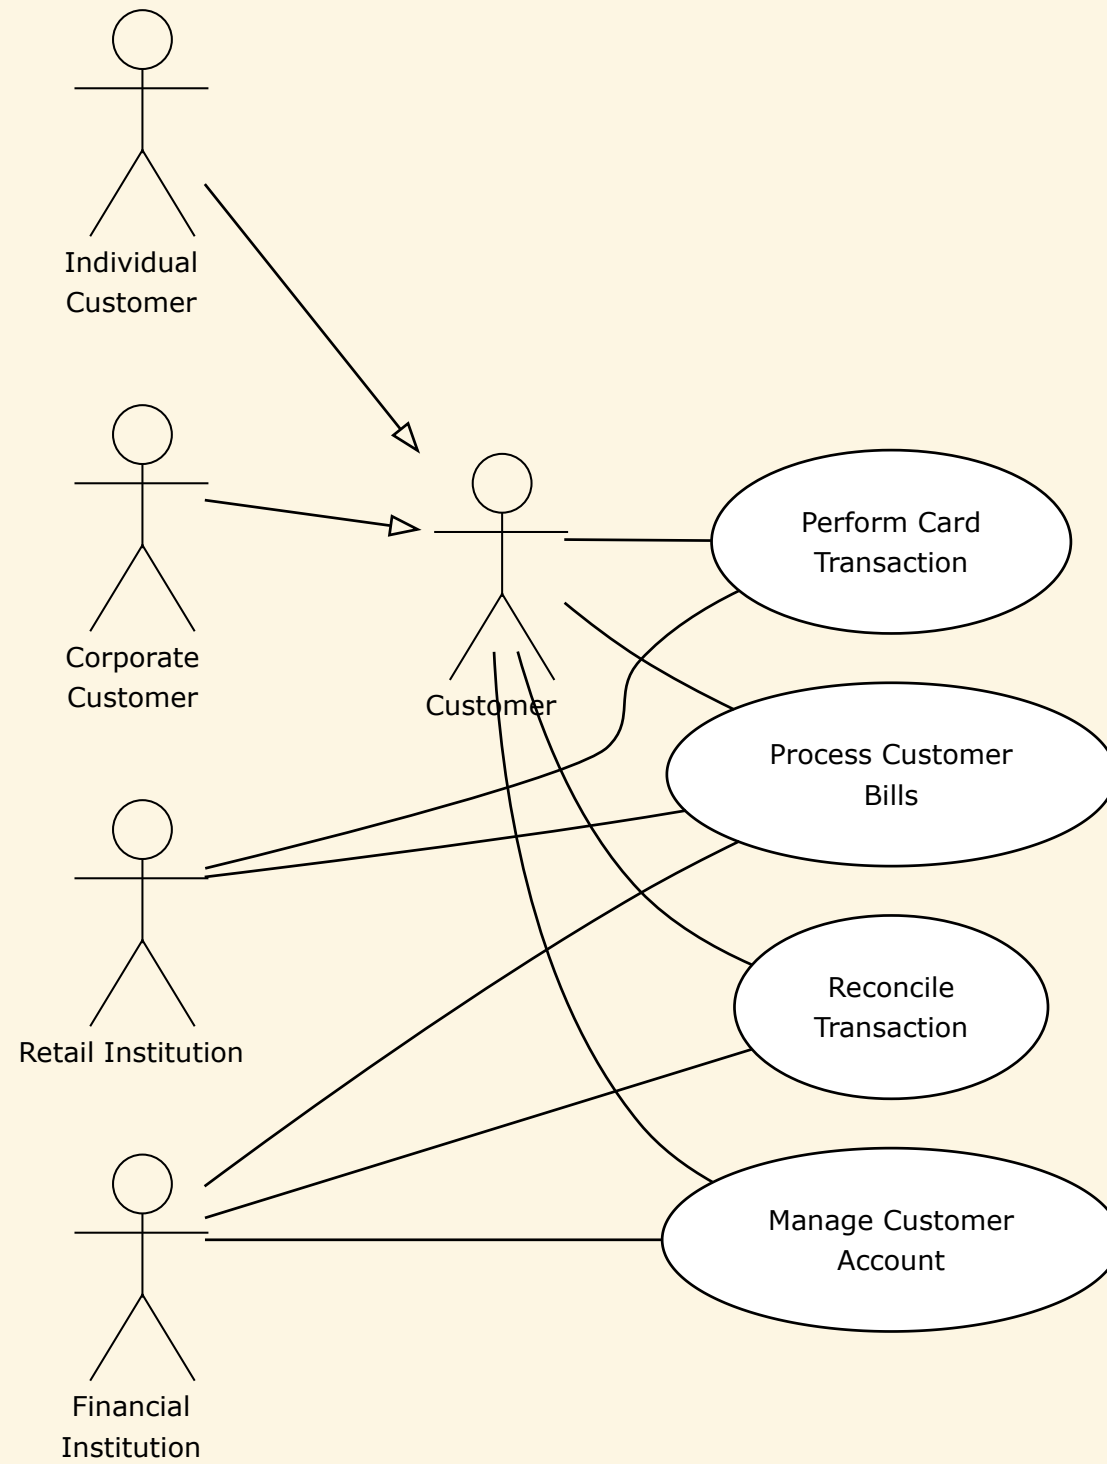 Individual
Customer
Corporate
Customer
Customer
Retail Institution
Financial
Institution
Perform Card
Transaction
Process Customer
Bills
Reconcile
Transaction
Manage Customer
Account